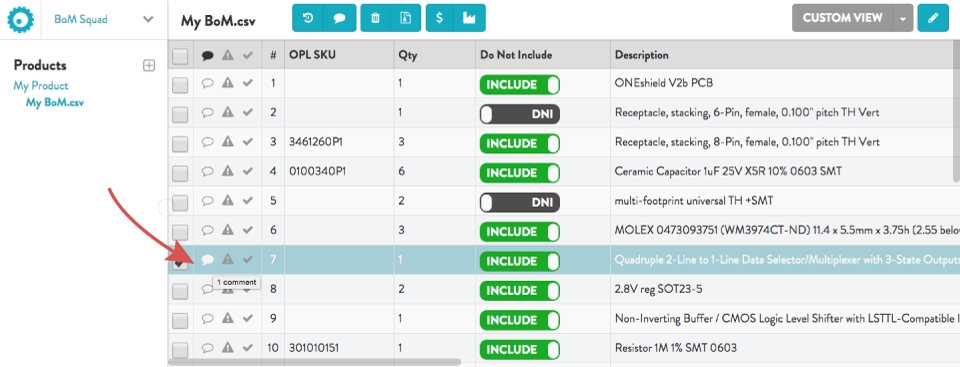 BoM Squad
My BoM.csv
$
CUSTOM VIEW
Products
My Product
My BoM.csv
# OPL SKU Qty Do Not Include Description
1 1 INCLUDE ONEshield V2b PCB
2 1 DNI Receptacle, stacking, 6-Pin, female, 0.100" pitch TH Vert
3 3461260P1 3 INCLUDE Receptacle, stacking, 8-Pin, female, 0.100" pitch TH Vert
4 0100340P1 6 INCLUDE Ceramic Capacitor 1uF 25V X5R 10% 0603 SMT
5 2 DNI multi-footprint universal TH +SMT
6 3 INCLUDE MOLEX 0473093751 (WM3974CT-ND) 11.4 x 5.5mm x 3.75h (2.55 below
7 1 INCLUDE Quadruple 2-Line to 1-Line Data Selector/Multiplexer with 3-State Outputs
1 comment
8 2 INCLUDE 2.8V reg SOT23-5
9 1 INCLUDE Non-Inverting Buffer / CMOS Logic Level Shifter with LSTTL-Compatible
10 301010151 1 INCLUDE Resistor 1M 1% SMT 0603